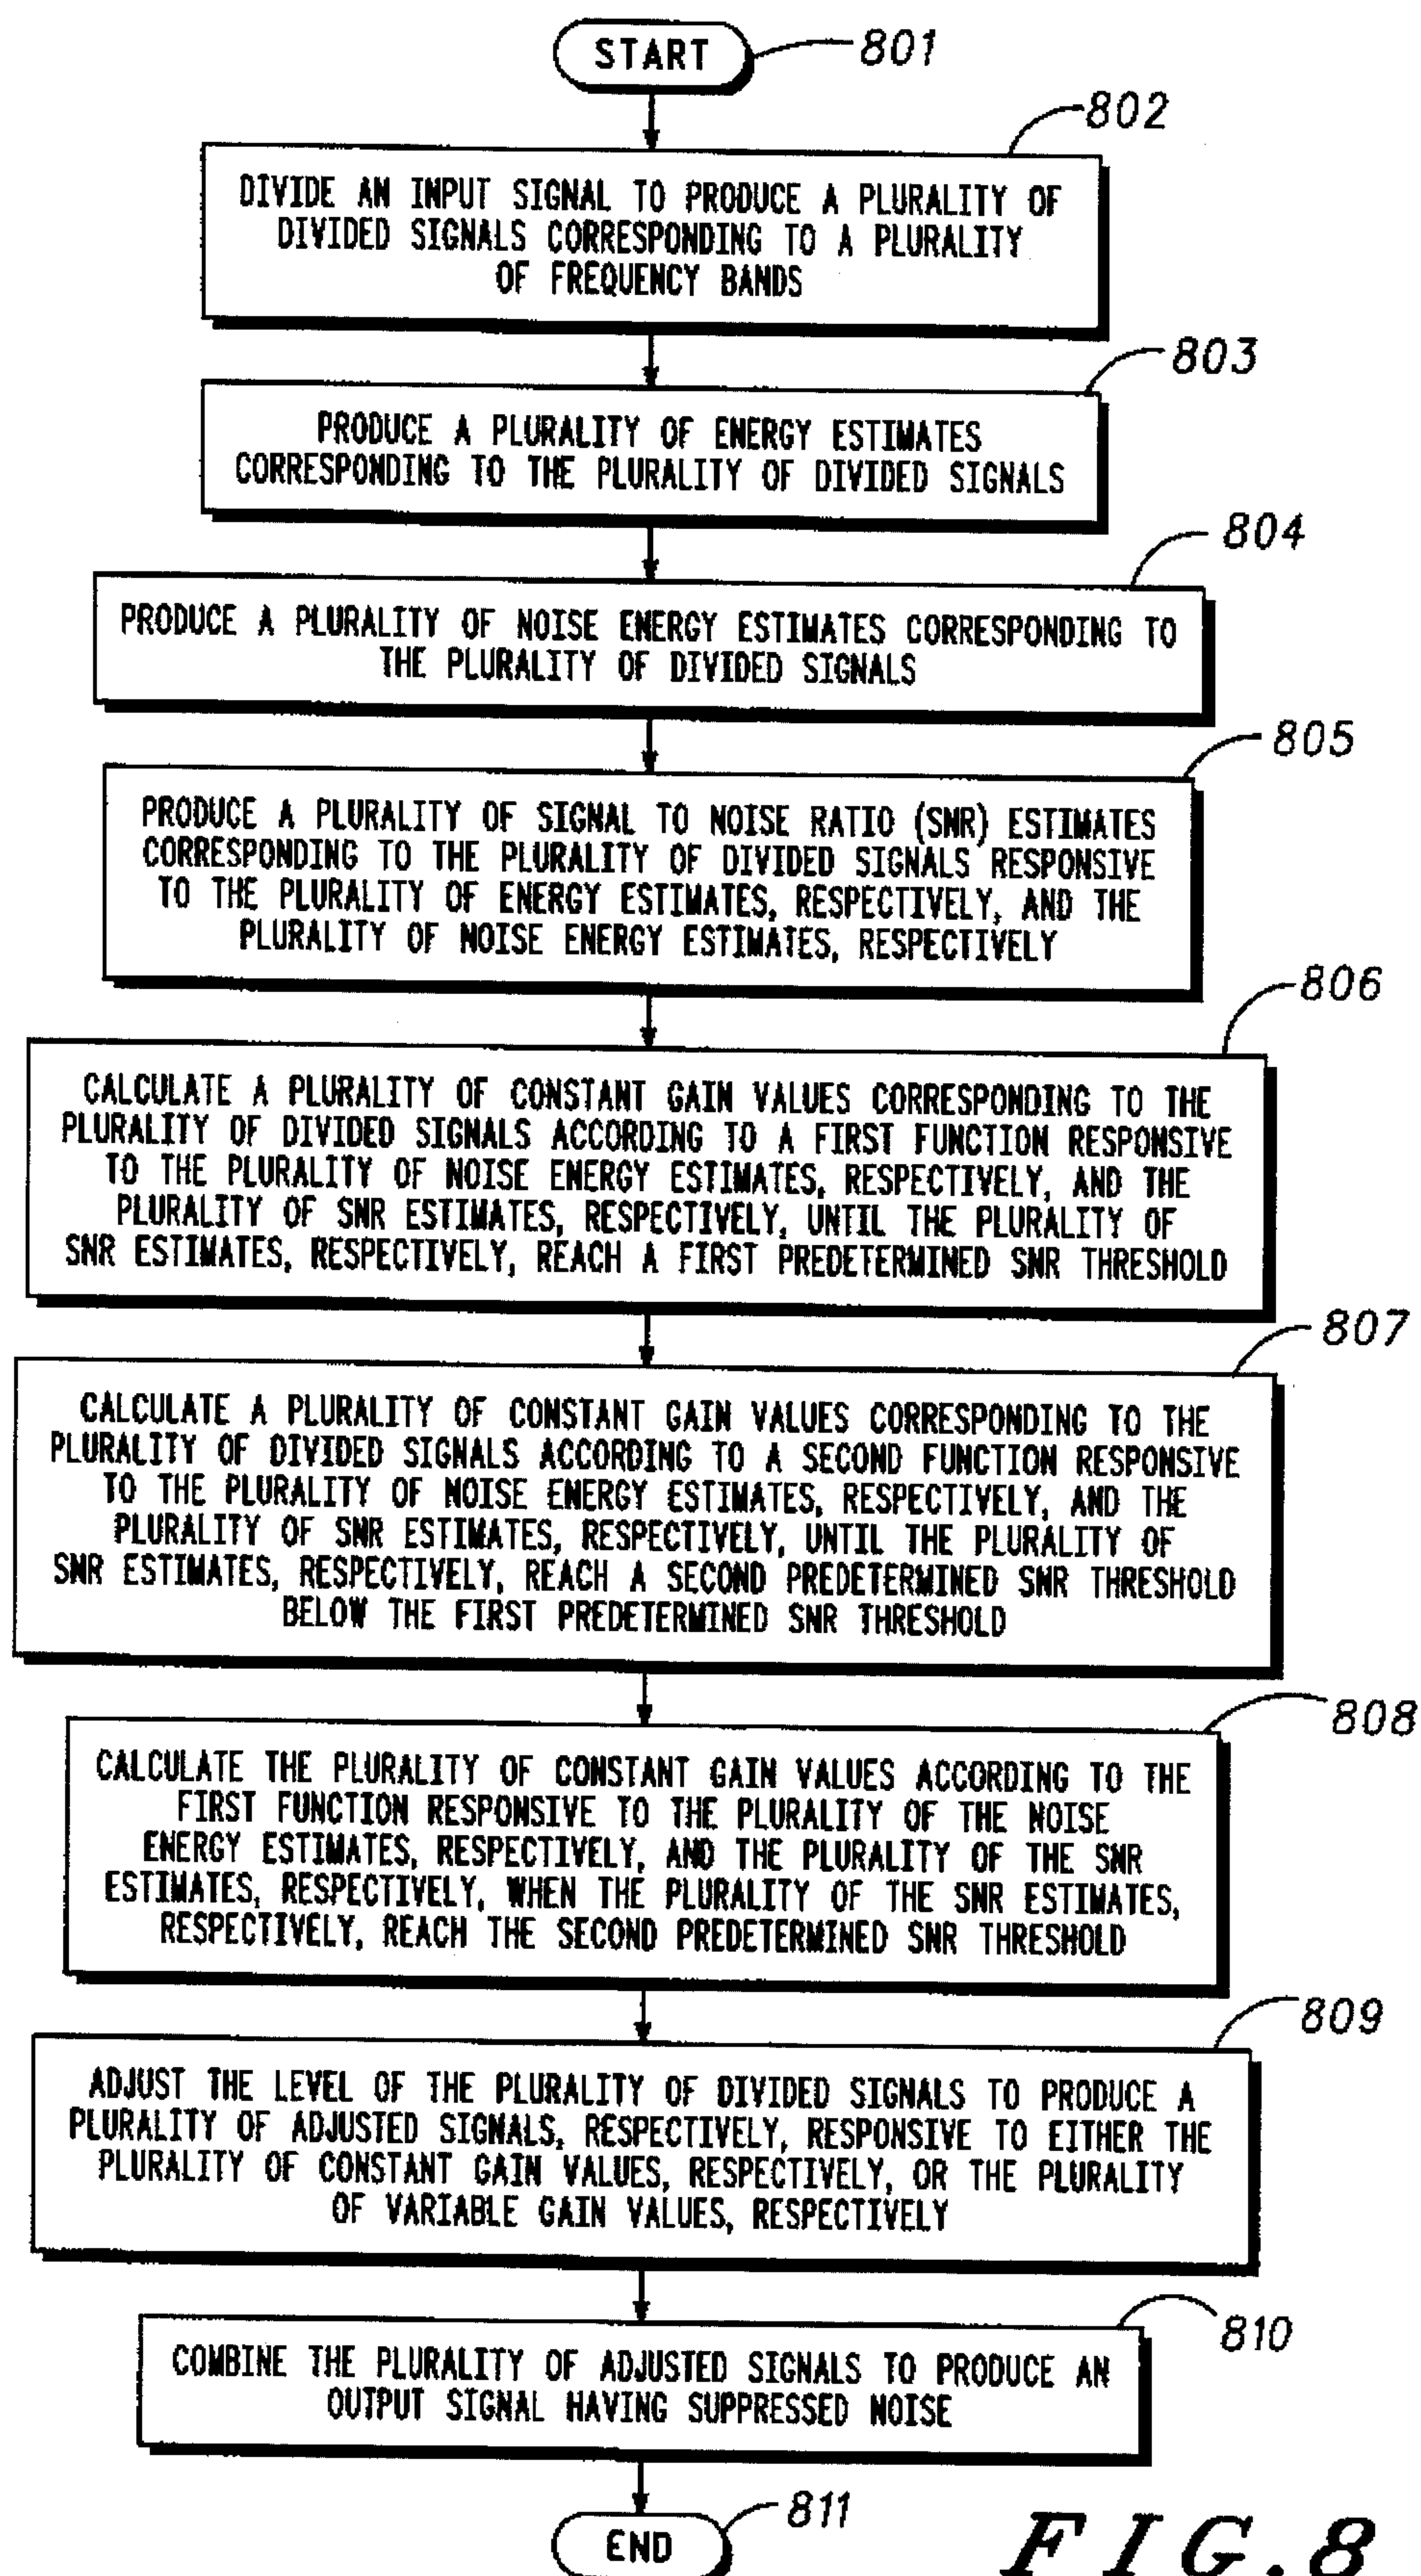 START
801
802
DIVIDE AN INPUT SIGNAL TO PRODUCE A PLURALITY OF
DIVIDED SIGNALS CORRESPONDING TO A PLURALITY
OF FREQUENCY BANDS
803
PRODUCE A PLURALITY OF ENERGY ESTIMATES
CORRESPONDING TO THE PLURALITY OF DIVIDED SIGNALS
804
PRODUCE A PLURALITY OF NOISE ENERGY ESTIMATES CORRESPONDING TO
THE PLURALITY OF DIVIDED SIGNALS
805
PRODUCE A PLURALITY OF SIGNAL TO NOISE RATIO (SNR) ESTIMATES
CORRESPONDING TO THE PLURALITY OF DIVIDED SIGNALS RESPONSIVE
TO THE PLURALITY OF ENERGY ESTIMATES, RESPECTIVELY, AND THE
PLURALITY OF NOISE ENERGY ESTIMATES, RESPECTIVELY
806
CALCULATE A PLURALITY OF CONSTANT GAIN VALUES CORRESPONDING TO THE
PLURALITY OF DIVIDED SIGNALS ACCORDING TO A FIRST FUNCTION RESPONSIVE
TO THE PLURALITY OF NOISE ENERGY ESTIMATES, RESPECTIVELY, AND THE
PLURALITY OF SNR ESTIMATES, RESPECTIVELY, UNTIL THE PLURALITY OF
SNR ESTIMATES, RESPECTIVELY, REACH A FIRST PREDETERMINED SNR THRESHOLD
807
CALCULATE A PLURALITY OF CONSTANT GAIN VALUES CORRESPONDING TO THE
PLURALITY OF DIVIDED SIGNALS ACCORDING TO A SECOND FUNCTION RESPONSIVE
TO THE PLURALITY OF NOISE ENERGY ESTIMATES, RESPECTIVELY, AND THE
PLURALITY OF SNR ESTIMATES, RESPECTIVELY, UNTIL THE PLURALITY OF
SNR ESTIMATES, RESPECTIVELY, REACH A SECOND PREDETERMINED SNR THRESHOLD
BELOW THE FIRST PREDETERMINED SNR THRESHOLD
808
CALCULATE THE PLURALITY OF CONSTANT GAIN VALUES ACCORDING TO THE
FIRST FUNCTION RESPONSIVE TO THE PLURALITY OF THE NOISE
ENERGY ESTIMATES, RESPECTIVELY, AND THE PLURALITY OF THE SNR
ESTIMATES, RESPECTIVELY, WHEN THE PLURALITY OF THE SNR ESTIMATES,
RESPECTIVELY, REACH THE SECOND PREDETERMINED SNR THRESHOLD
809
ADJUST THE LEVEL OF THE PLURALITY OF DIVIDED SIGNALS TO PRODUCE A
PLURALITY OF ADJUSTED SIGNALS, RESPECTIVELY, RESPONSIVE TO EITHER THE
PLURALITY OF CONSTANT GAIN VALUES, RESPECTIVELY, OR THE PLURALITY
OF VARIABLE GAIN VALUES, RESPECTIVELY
810
COMBINE THE PLURALITY OF ADJUSTED SIGNALS TO PRODUCE AN
OUTPUT SIGNAL HAVING SUPPRESSED NOISE
811
END
FIG.8